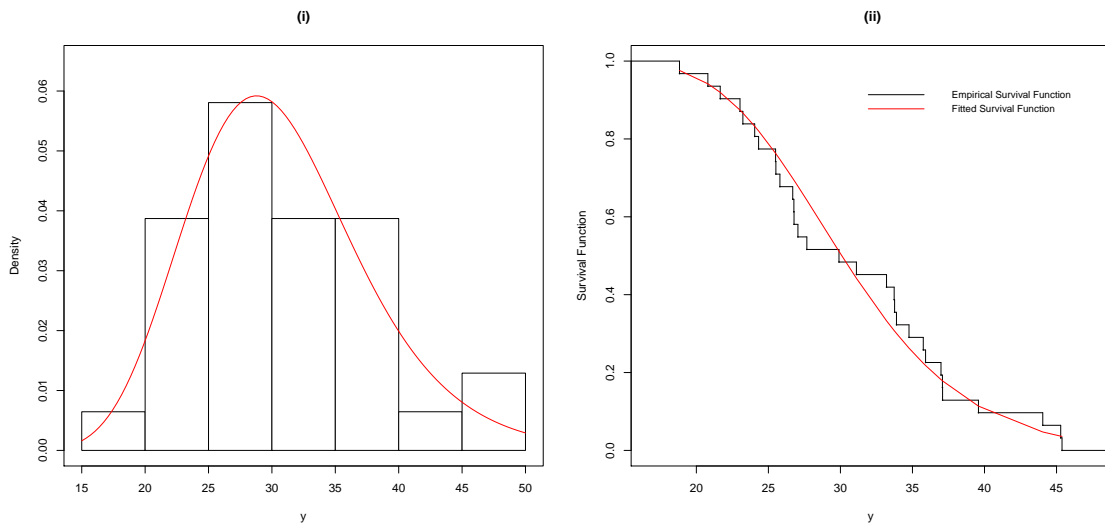 (i)
Density
0.00 0.01 0.02 0.03 0.04 0.05 0.06
15 20 25 30 35 40 45 50
y
(ii)
Survival Function
0.0 0.2 0.4 0.6 0.8 1.0
Empirical Survival Function
Fitted Survival Function
20 25 30 35 40 45
y